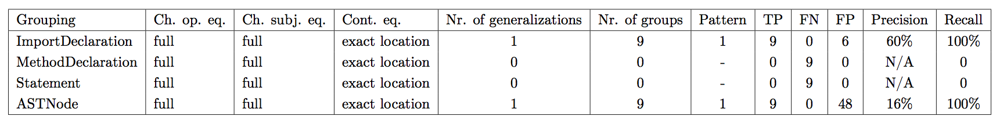 Grouping Ch. op. eq. Ch. subj. eq. Cont. eq. Nr. of generalizations Nr. of groups Pattern TP FN FP Precision Recall
ImportDeclaration full full exact location 1 9 1 9 0 6 60% 100%
MethodDeclaration full full exact location 0 0 - 0 9 0 N/A 0
Statement full full exact location 0 0 - 0 9 0 N/A 0
ASTNode full full exact location 1 9 1 9 0 48 16% 100%